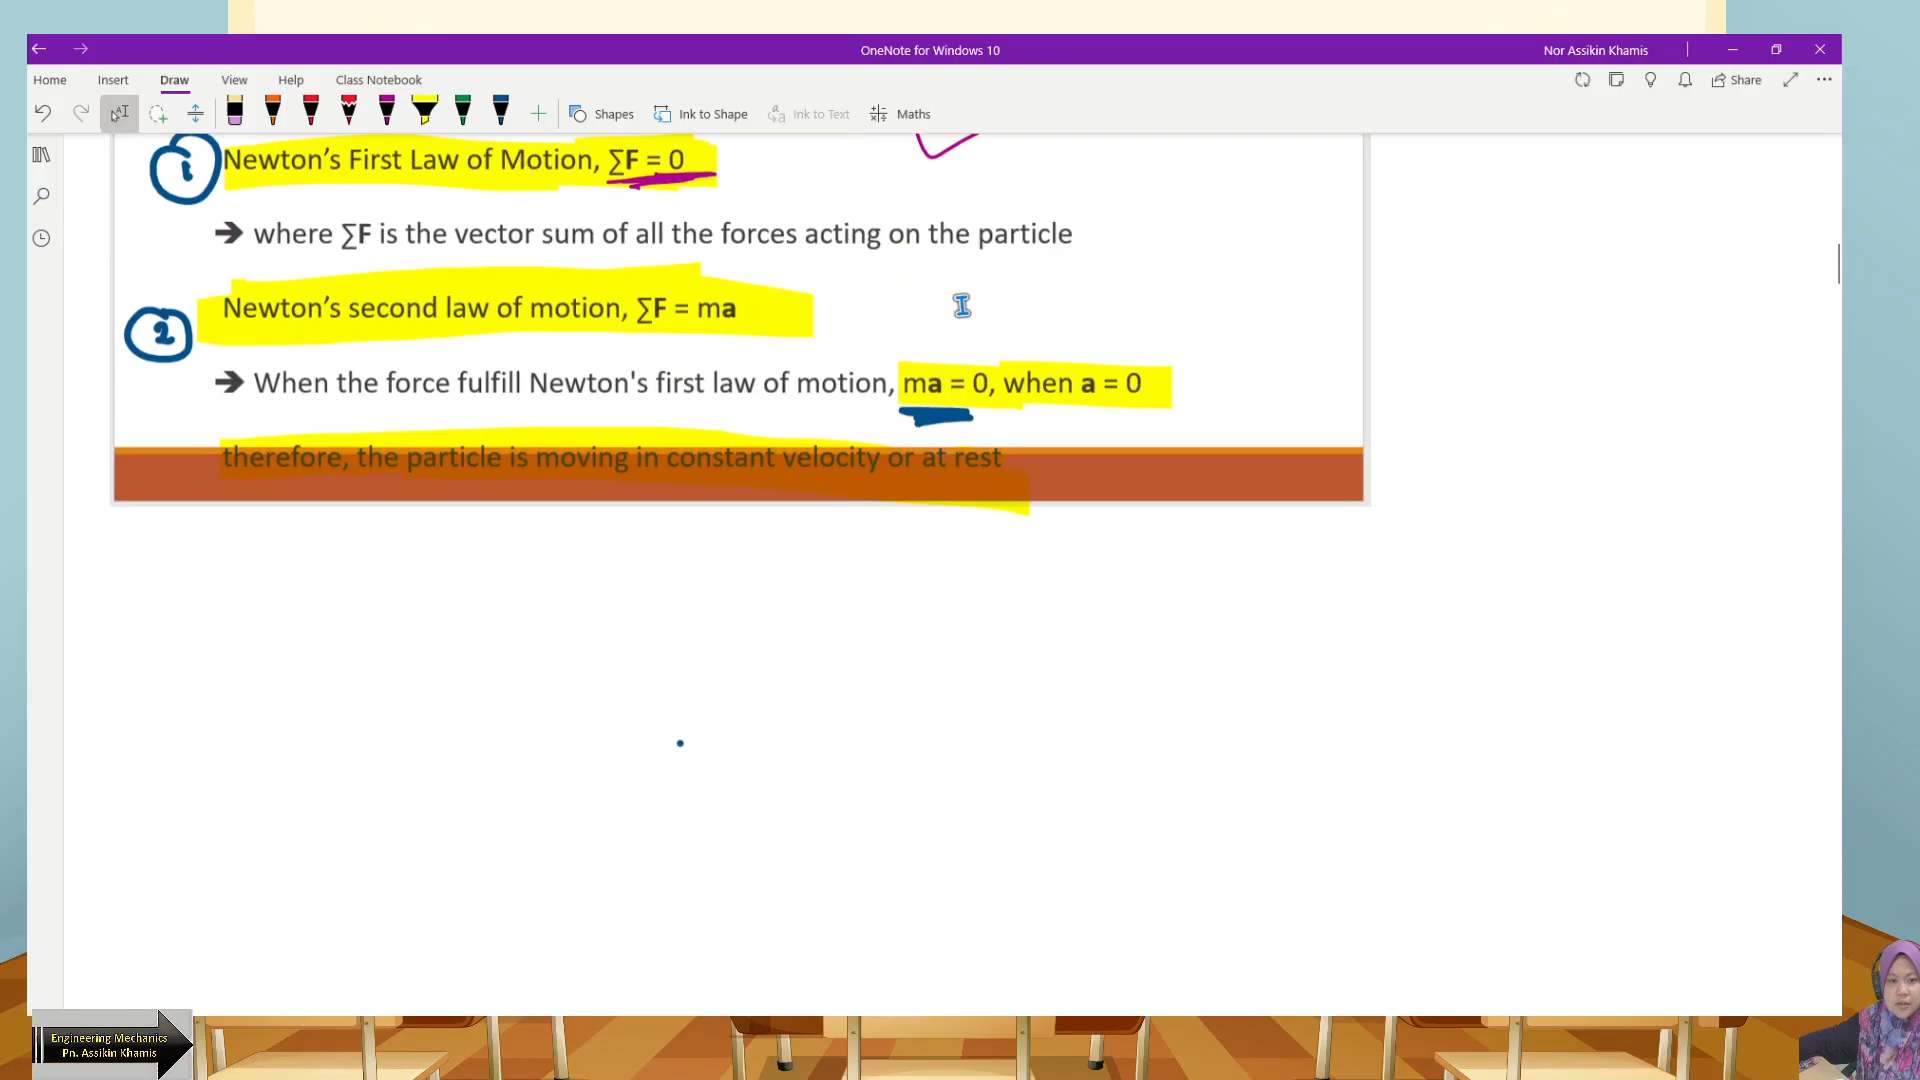 OneNote for Windows 10
Nor Assikin Khamis
Home Insert Draw View Help Class Notebook
Share
Shapes Ink to Shape Ink to Text Maths
1 Newton's First Law of Motion, ∑F = 0
➔ where ∑F is the vector sum of all the forces acting on the particle
2 Newton's second law of motion, ∑F = ma
➔ When the force fulfill Newton's first law of motion, ma = 0, when a = 0
therefore, the particle is moving in constant velocity or at rest
Engineering Mechanics
Pn. Assikin Khamis